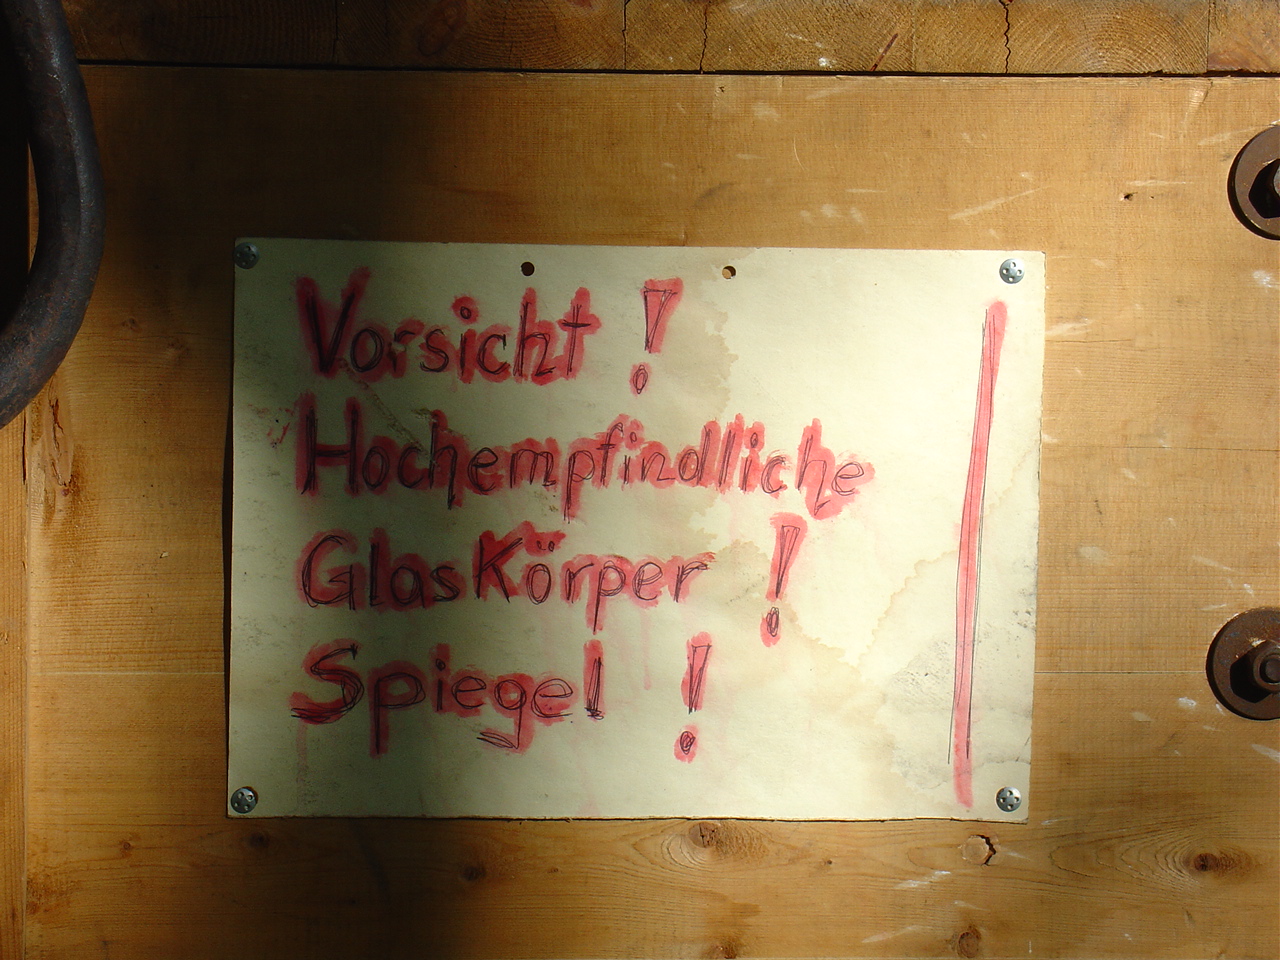 Vorsicht !
Hochempfindliche
GlasKörper !
Spiegel !